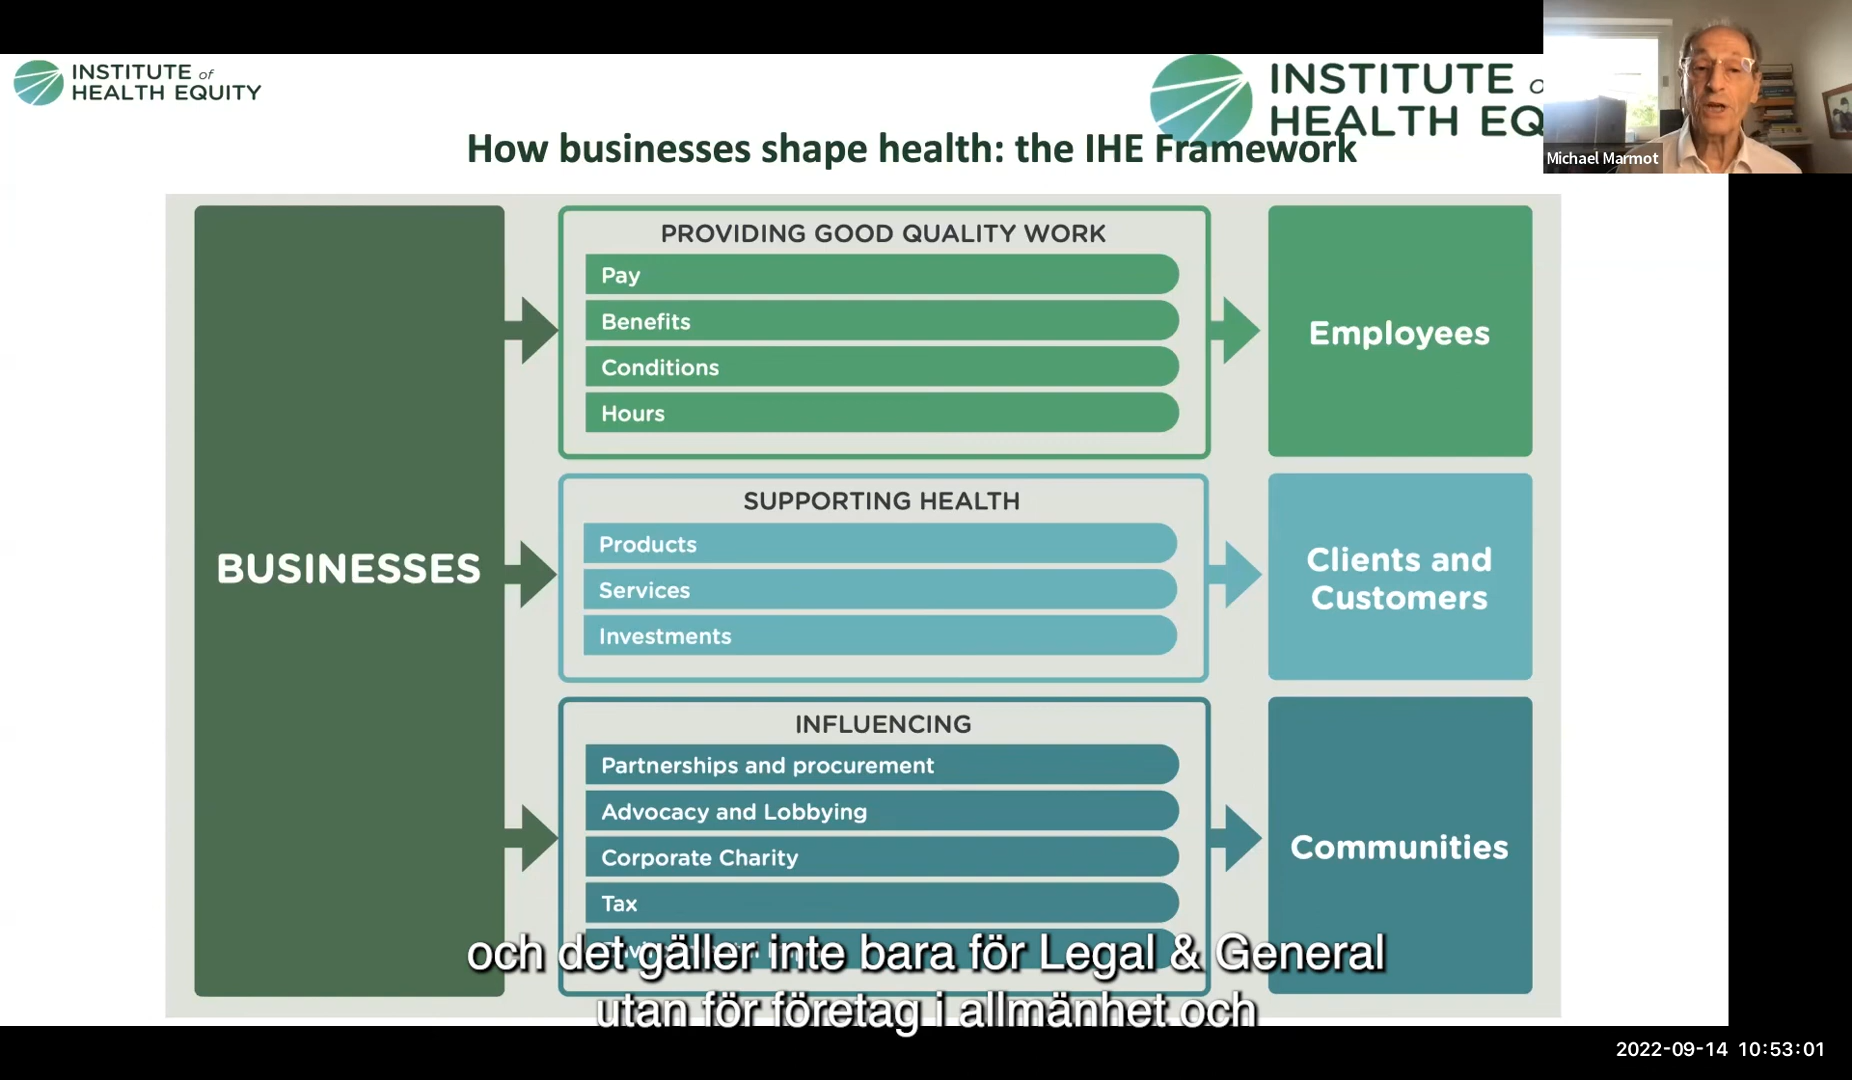 INSTITUTE of
HEALTH EQUITY
INSTITUTE
HEALTH EQ
Michael Marmot
How businesses shape health: the IHE Framework
BUSINESSES
PROVIDING GOOD QUALITY WORK
Pay
Benefits
Conditions
Hours
Employees
SUPPORTING HEALTH
Products
Services
Investments
Clients and
Customers
INFLUENCING
Partnerships and procurement
Advocacy and Lobbying
Corporate Charity
Tax
Communities
och det gäller inte bara för Legal & General
utan för företag i allmänhet och
2022-09-14 10:53:01